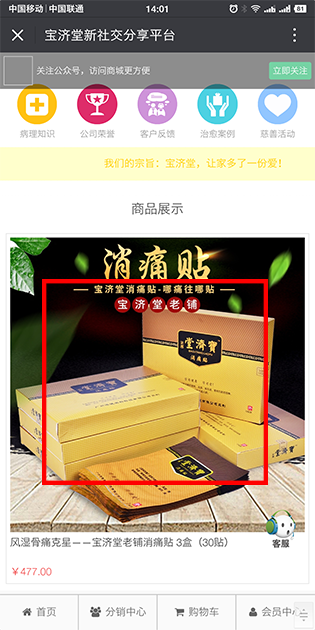 中国移动 中国联通
14:01
81
宝济堂新社交分享平台
关注公众号，访问商城更方便
立即关注
病理知识
公司荣誉
客户反馈
治愈案例
慈善活动
我们的宗旨：宝济堂，让家多了一份爱！
商品展示
消痛贴
宝济堂消痛贴-哪痛往哪贴
宝济堂老铺
寶濟堂
消痛贴
寶濟堂
风湿骨痛克星——宝济堂老铺消痛贴 3盒（30贴）
客服
￥477.00
首页
分销中心
购物车
会员中心